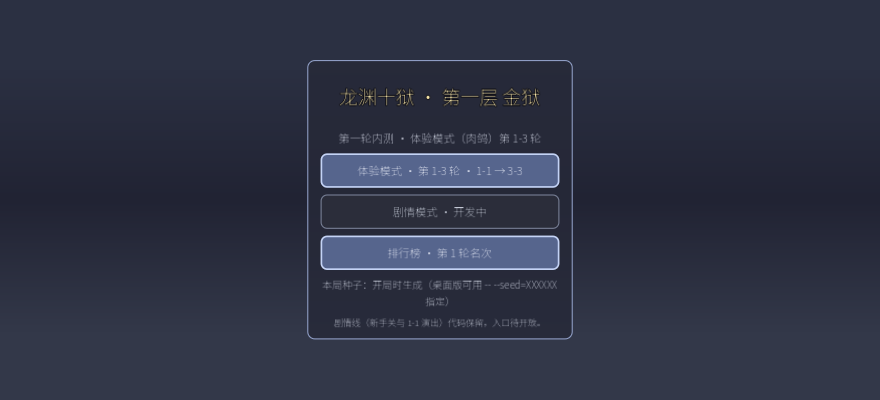 龙渊十狱 · 第一层 金狱
第一轮内测 · 体验模式（肉鸽）第 1-3 轮
体验模式 · 第 1-3 轮 · 1-1 → 3-3
剧情模式 · 开发中
排行榜 · 第 1 轮名次
本局种子：开局时生成（桌面版可用 -- --seed=XXXXXX
指定）
剧情线（新手关与 1-1 演出）代码保留，入口待开放。